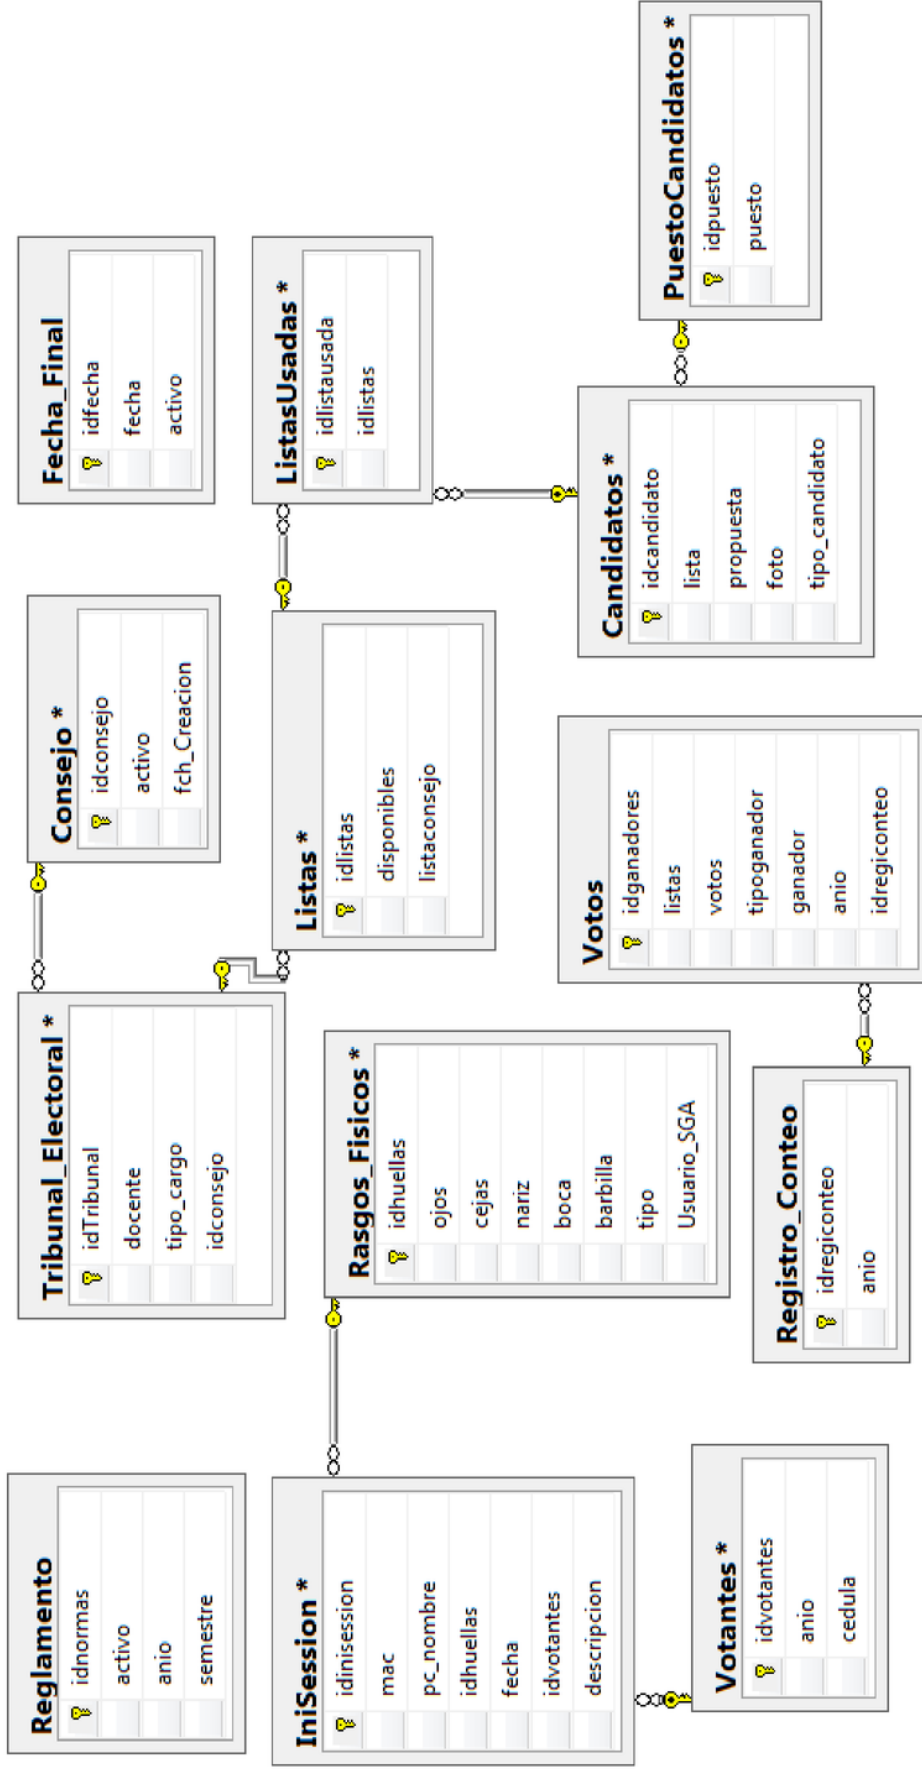 Reglamento
idnormas
activo
anio
semestre
Tribunal_Electoral *
idTribunal
docente
tipo_cargo
idconsejo
Consejo *
idconsejo
activo
fch_Creacion
Fecha_Final
idfecha
fecha
activo
IniSession *
idinisession
mac
pc_nombre
idhuellas
fecha
idvotantes
descripcion
Rasgos_Fisicos *
idhuellas
ojos
cejas
nariz
boca
barbilla
tipo
Usuario_SGA
Listas *
idlistas
disponibles
listaconsejo
ListasUsadas *
idlistausada
idlistas
Votantes *
idvotantes
anio
cedula
Registro_Conteo
idregiconteo
anio
Votos
idganadores
listas
votos
tipoganador
ganador
anio
idregiconteo
Candidatos *
idcandidato
lista
propuesta
foto
tipo_candidato
PuestoCandidatos *
idpuesto
puesto